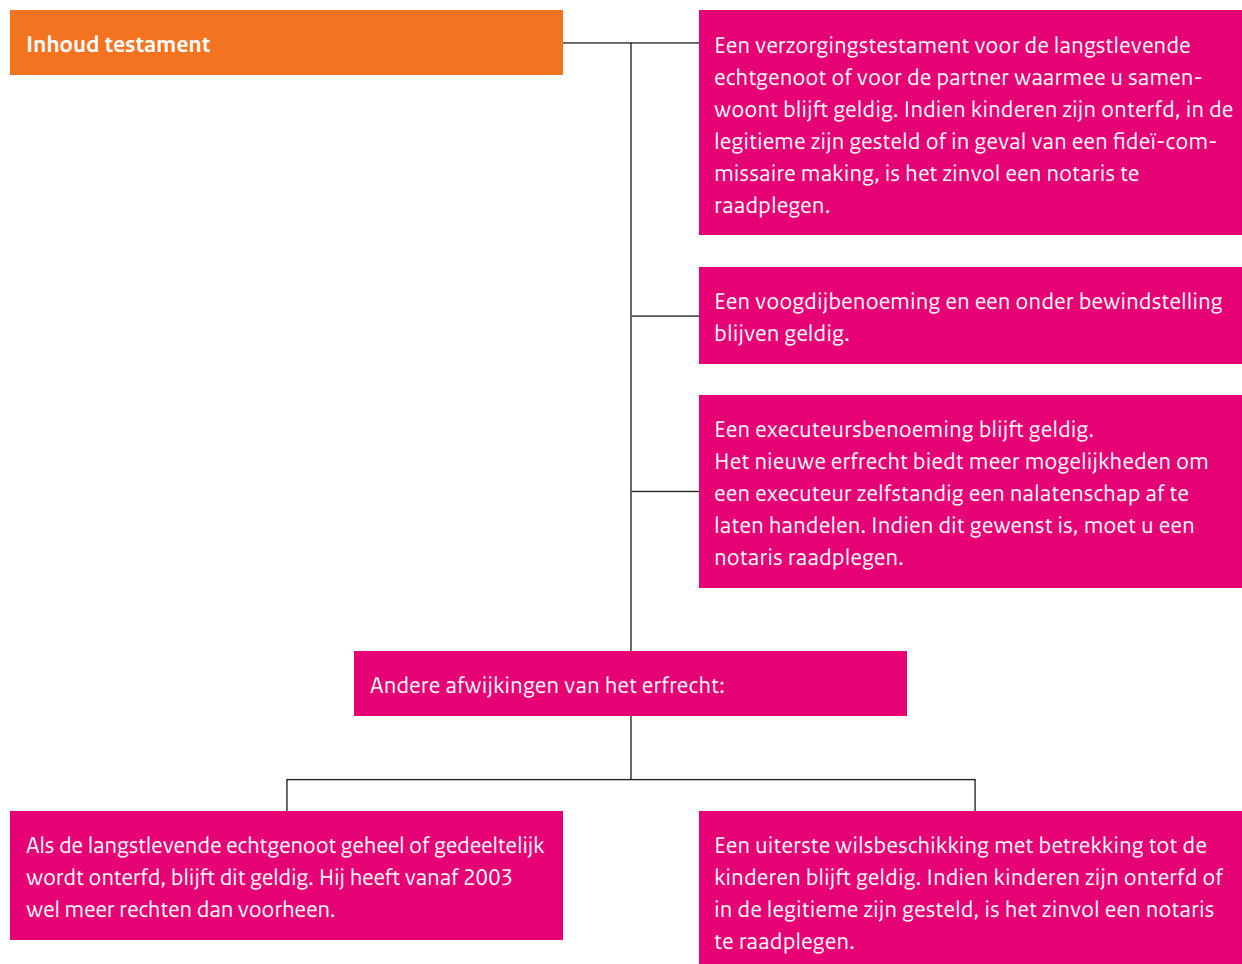 Inhoud testament
Een verzorgingstestament voor de langstlevende
echtgenoot of voor de partner waarmee u samen-
woont blijft geldig. Indien kinderen zijn onterfd, in de
legitieme zijn gesteld of in geval van een fideï-com-
missaire making, is het zinvol een notaris te
raadplegen.
Een voogdijbenoeming en een onder bewindstelling
blijven geldig.
Een executeursbenoeming blijft geldig.
Het nieuwe erfrecht biedt meer mogelijkheden om
een executeur zelfstandig een nalatenschap af te
laten handelen. Indien dit gewenst is, moet u een
notaris raadplegen.
Andere afwijkingen van het erfrecht:
Als de langstlevende echtgenoot geheel of gedeeltelijk
wordt onterfd, blijft dit geldig. Hij heeft vanaf 2003
wel meer rechten dan voorheen.
Een uiterste wilsbeschikking met betrekking tot de
kinderen blijft geldig. Indien kinderen zijn onterfd of
in de legitieme zijn gesteld, is het zinvol een notaris
te raadplegen.